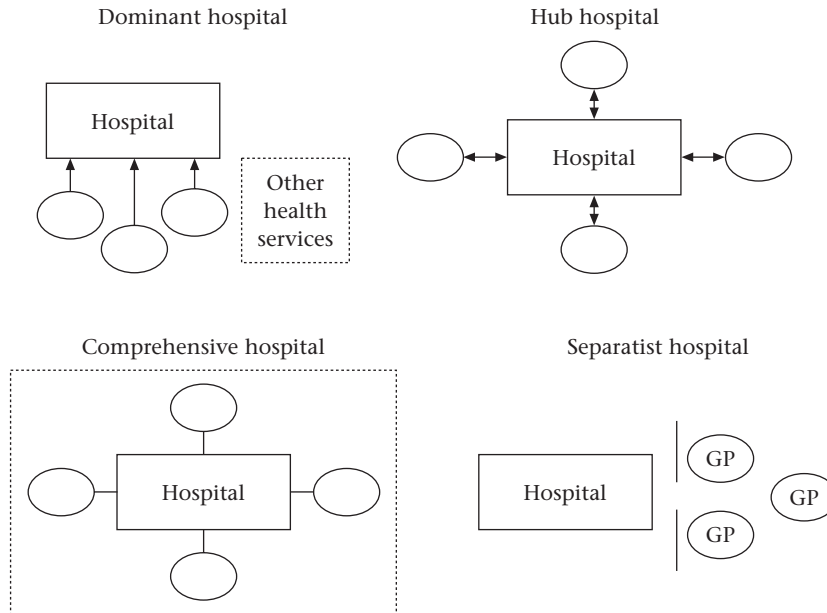 Dominant hospital
Hospital
Other
health
services
Hub hospital
Hospital
Comprehensive hospital
Hospital
Separatist hospital
Hospital
GP
GP
GP